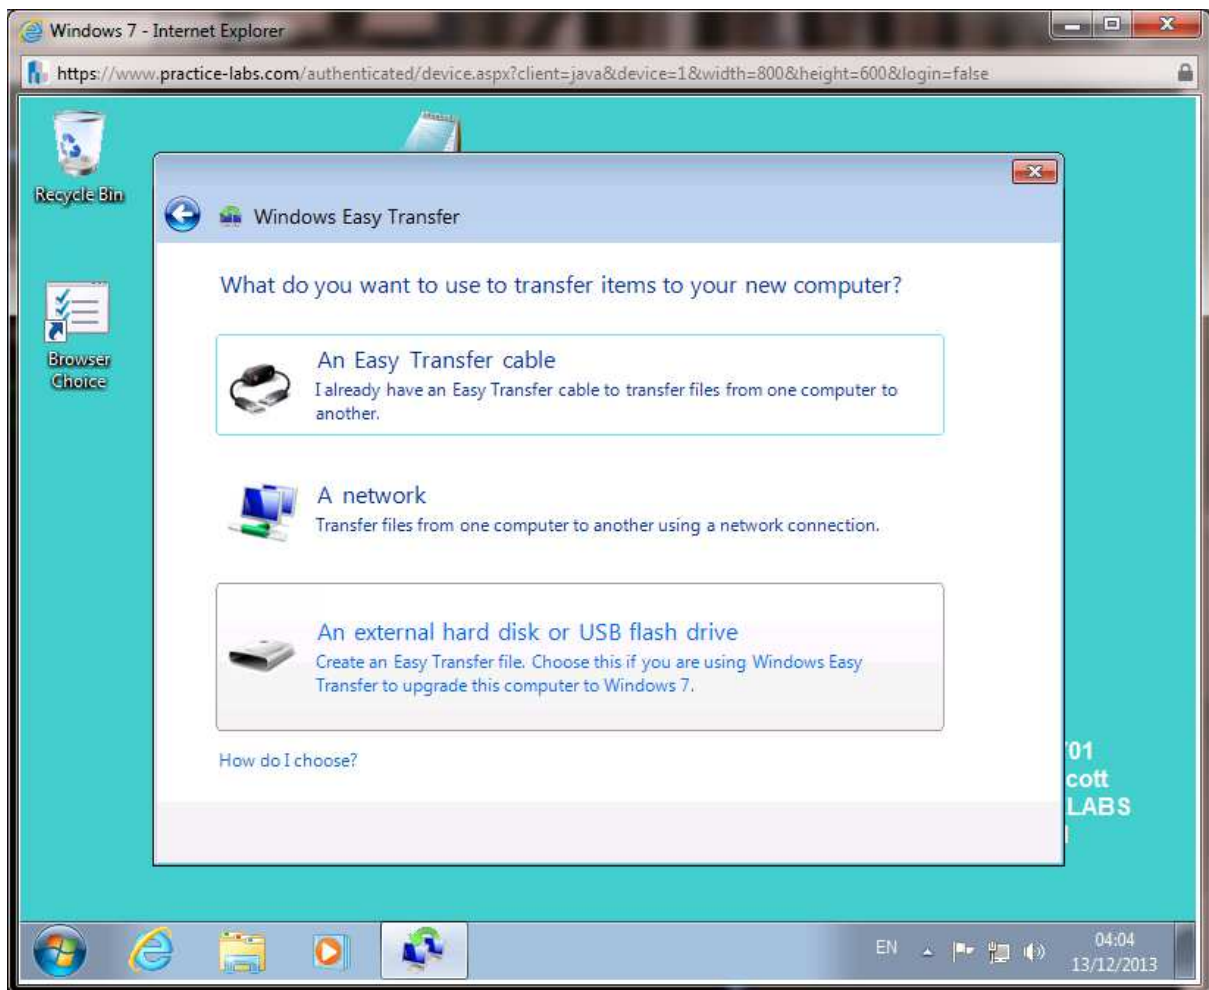 Windows 7 - Internet Explorer
https://www.practice-labs.com/authenticated/device.aspx?client=java&device=1&width=800&height=600&login=false
Recycle Bin
Browser
Choice
Windows Easy Transfer
What do you want to use to transfer items to your new computer?
An Easy Transfer cable
I already have an Easy Transfer cable to transfer files from one computer to
another.
A network
Transfer files from one computer to another using a network connection.
An external hard disk or USB flash drive
Create an Easy Transfer file. Choose this if you are using Windows Easy
Transfer to upgrade this computer to Windows 7.
How do I choose?
01
cott
LABS
EN
04:04
13/12/2013